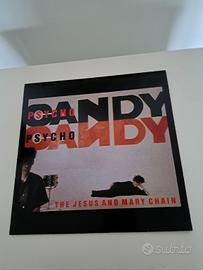 PSYCHO
CANDY
PSYCHO
CANDY
THE JESUS AND MARY CHAIN
Subito